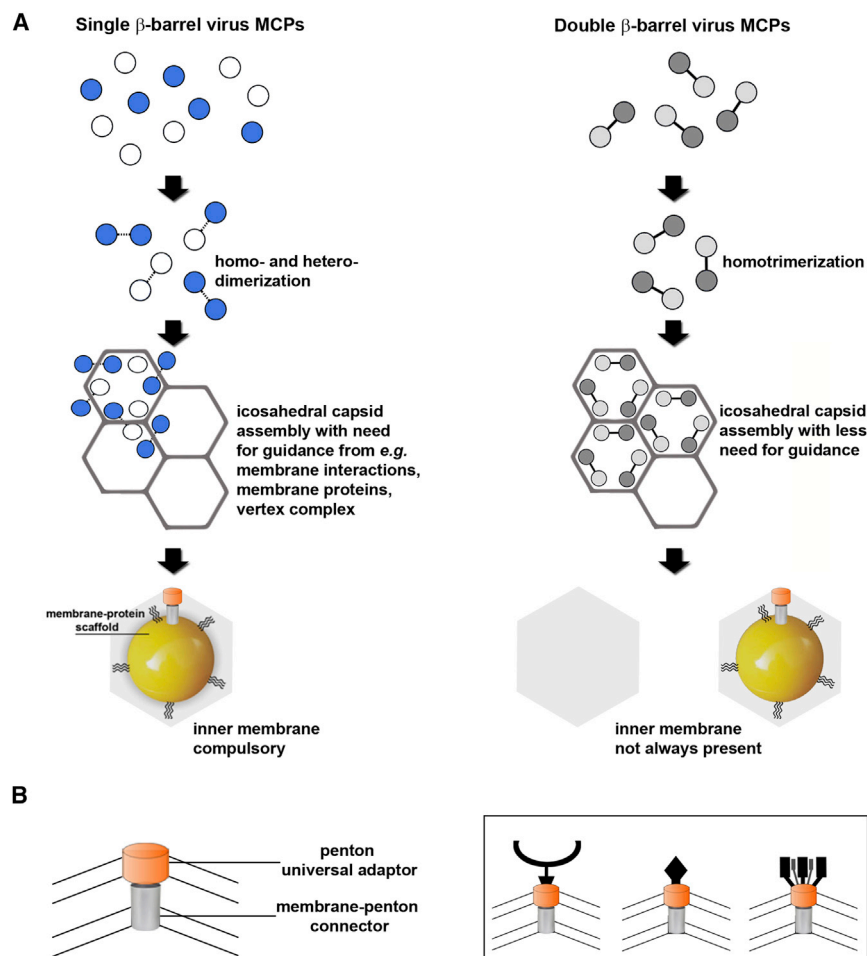 A
Single β-barrel virus MCPs
homo- and hetero-
dimerization
icosahedral capsid
assembly with need
for guidance from e.g.
membrane interactions,
membrane proteins,
vertex complex
membrane-protein
scaffold
inner membrane
compulsory
Double β-barrel virus MCPs
homotrimerization
icosahedral capsid
assembly with less
need for guidance
inner membrane
not always present
B
penton
universal adaptor
membrane-penton
connector